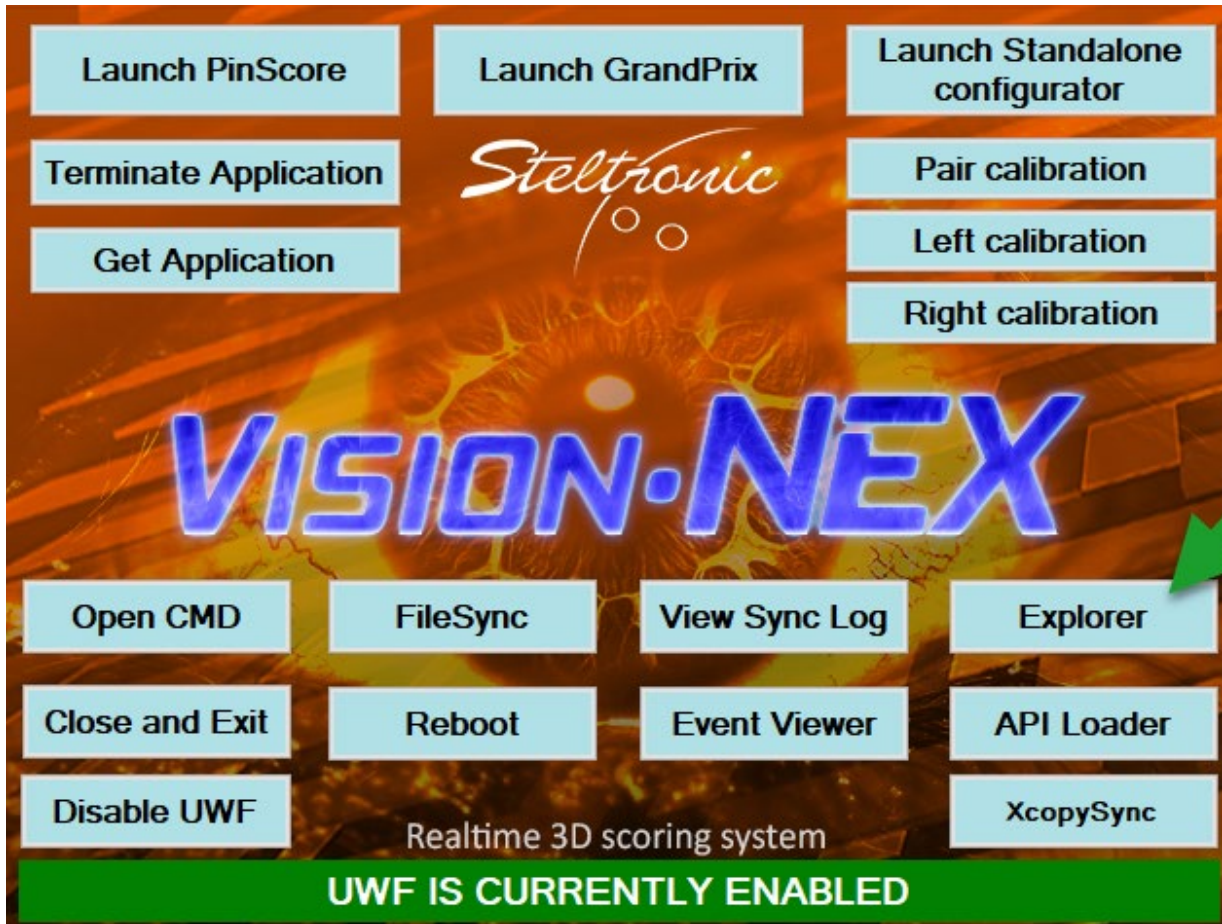 Launch PinScore
Launch GrandPrix
Launch Standalone
configurator
Terminate Application
Steltronic
Pair calibration
Get Application
Left calibration
Right calibration
VISION•NEX
Open CMD
FileSync
View Sync Log
Explorer
Close and Exit
Reboot
Event Viewer
API Loader
Disable UWF
XcopySync
Realtime 3D scoring system
UWF IS CURRENTLY ENABLED